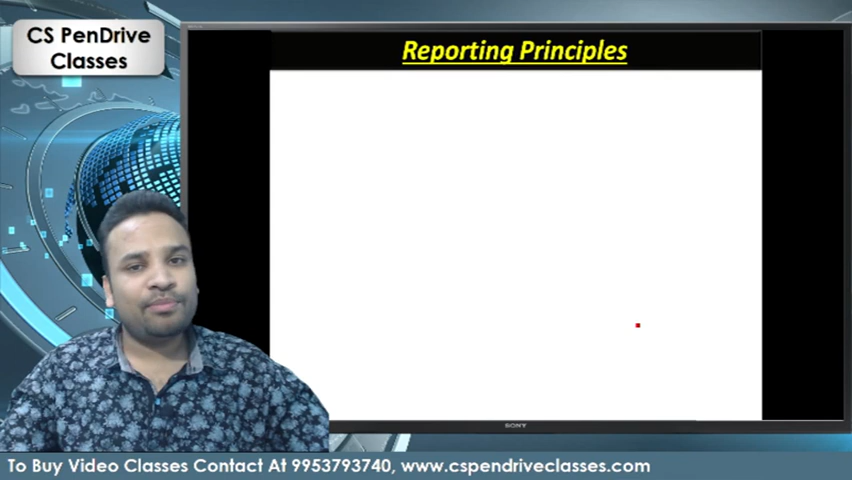 CS PenDrive
Classes
Reporting Principles
SONY
To Buy Video Classes Contact At 9953793740, www.cspendriveclasses.com